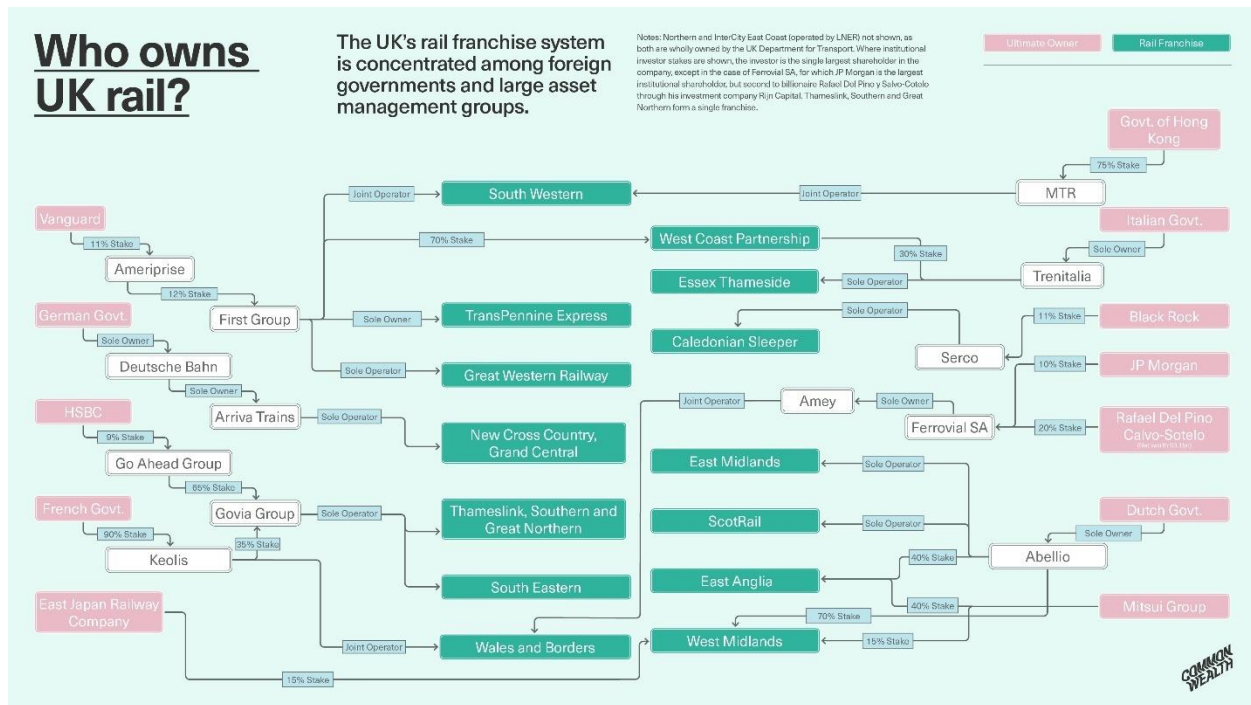 Who owns
UK rail?
The UK's rail franchise system
is concentrated among foreign
governments and large asset
management groups.
Notes: Northern and InterCity East Coast (operated by LNER) not shown, as
both are wholly owned by the UK Department for Transport. Where institutional
investor stakes are shown, the investor is the single largest shareholder in the
company, except in the case of Ferrovial SA, for which JP Morgan is the largest
institutional shareholder, but second to billionaire Rafael Del Pino y Salvo-Cotelo
through his investment company Rijn Capital. Thameslink, Southern and Great
Northern form a single franchise.
Ultimate Owner
Rail Franchise
Govt. of Hong
Kong
75% Stake
MTR
Joint Operator
South Western
Joint Operator
Vanguard
11% Stake
Ameriprise
12% Stake
First Group
70% Stake
West Coast Partnership
30% Stake
Italian Govt.
Sole Owner
Trenitalia
Essex Thameside
Sole Operator
German Govt.
Sole Owner
Deutsche Bahn
Sole Owner
Arriva Trains
Sole Owner
TransPennine Express
Sole Operator
Great Western Railway
Sole Operator
New Cross Country,
Grand Central
Sole Operator
Caledonian Sleeper
Serco
11% Stake
Black Rock
10% Stake
JP Morgan
Joint Operator
Amey
Sole Owner
Ferrovial SA
20% Stake
Rafael Del Pino
Calvo-Sotelo
HSBC
9% Stake
Go Ahead Group
65% Stake
Govia Group
French Govt.
90% Stake
Keolis
35% Stake
Sole Operator
Thameslink, Southern and
Great Northern
South Eastern
East Midlands
Sole Operator
ScotRail
Sole Operator
Dutch Govt.
Sole Owner
Abellio
East Anglia
40% Stake
40% Stake
Mitsui Group
East Japan Railway
Company
Joint Operator
Wales and Borders
70% Stake
West Midlands
15% Stake
15% Stake
COMMON
WEALTH